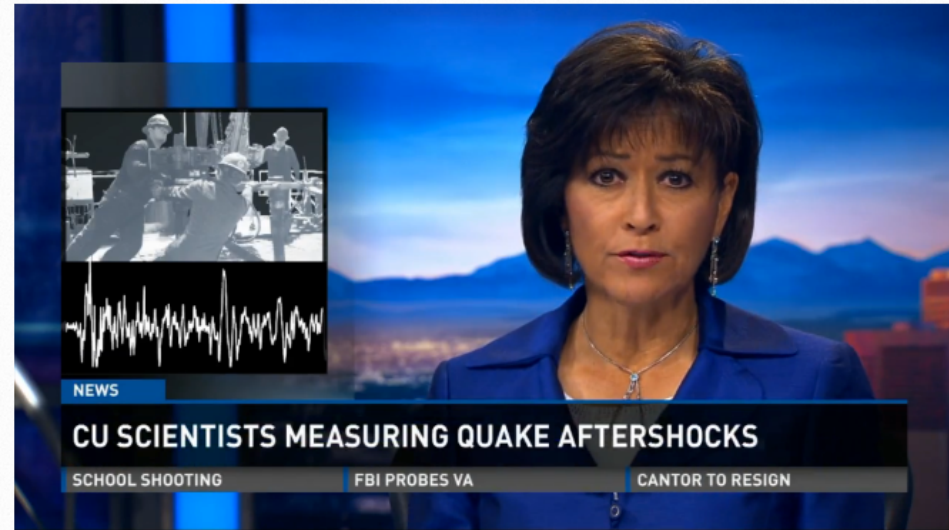 NEWS
CU SCIENTISTS MEASURING QUAKE AFTERSHOCKS
SCHOOL SHOOTING
FBI PROBES VA
CANTOR TO RESIGN